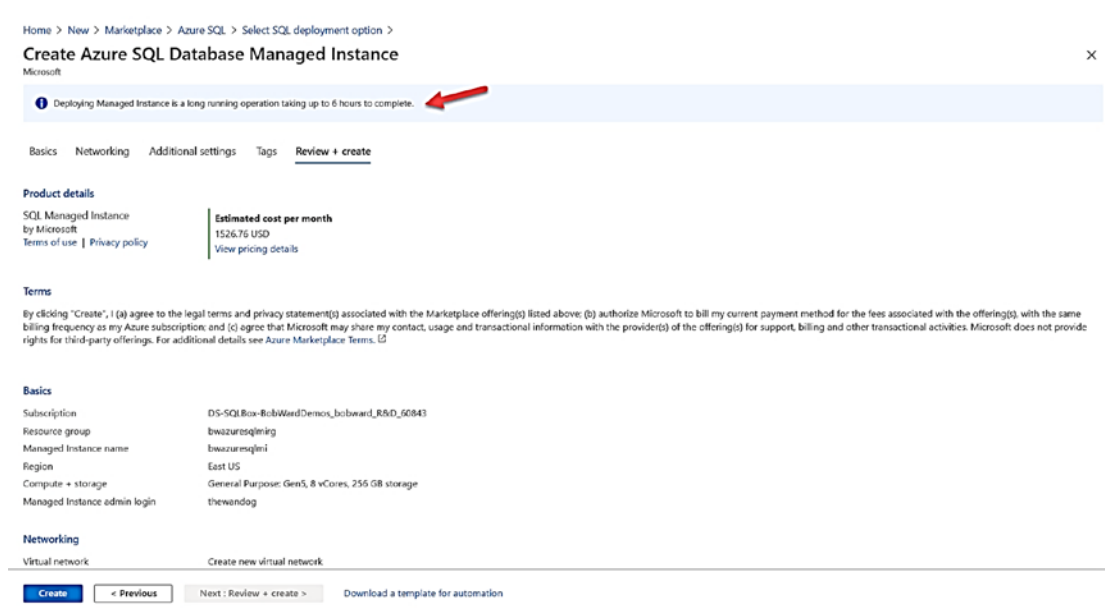 Home > New > Marketplace > Azure SQL > Select SQL deployment option >
Create Azure SQL Database Managed Instance
Microsoft
Deploying Managed Instance is a long running operation taking up to 6 hours to complete.
Basics Networking Additional settings Tags Review + create
Product details
SQL Managed Instance
by Microsoft
Terms of use | Privacy policy
Estimated cost per month
1526.76 USD
View pricing details
Terms
By clicking "Create", I (a) agree to the legal terms and privacy statement(s) associated with the Marketplace offering(s) listed above; (b) authorize Microsoft to bill my current payment method for the fees associated with the offering(s), with the same
billing frequency as my Azure subscription; and (c) agree that Microsoft may share my contact, usage and transactional information with the provider(s) of the offering(s) for support, billing and other transactional activities. Microsoft does not provide
rights for third-party offerings. For additional details see Azure Marketplace Terms.
Basics
Subscription DS-SQLBox-BobWardDemos_bobward_R&D_60843
Resource group bwazuresqlmirg
Managed Instance name bwazuresqlmi
Region East US
Compute + storage General Purpose: Gen5, 8 vCores, 256 GB storage
Managed Instance admin login thewandog
Networking
Virtual network Create new virtual network
Create < Previous Next : Review + create > Download a template for automation